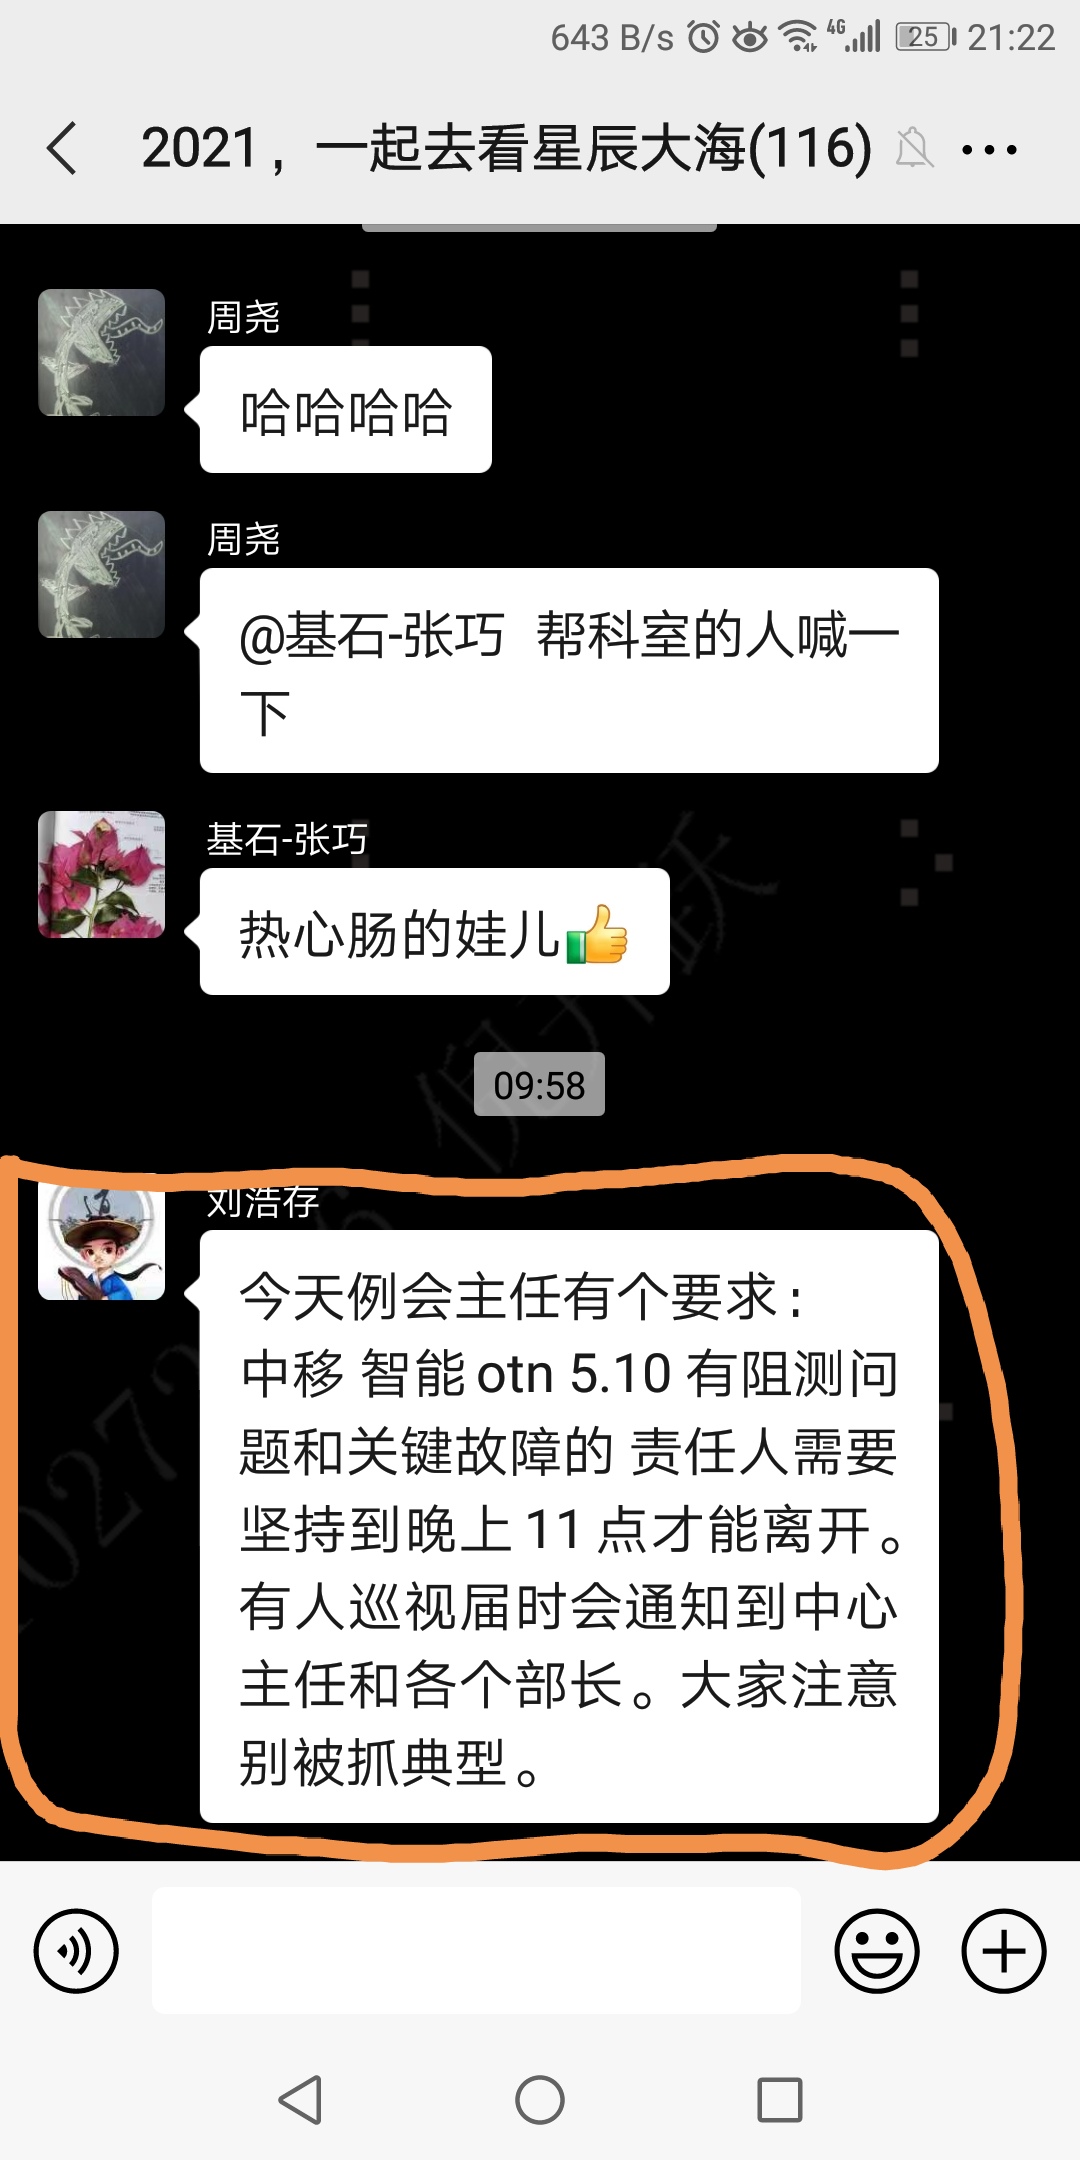 643 B/s 4G 25 21:22
2021，一起去看星辰大海(116)
周尧
哈哈哈哈
周尧
@基石-张巧 帮科室的人喊一
下
基石-张巧
热心肠的娃儿👍
09:58
刘浩存
今天例会主任有个要求：
中移 智能 otn 5.10 有阻测问
题和关键故障的 责任人需要
坚持到晚上 11 点才能离开。
有人巡视届时会通知到中心
主任和各个部长。大家注意
别被抓典型。